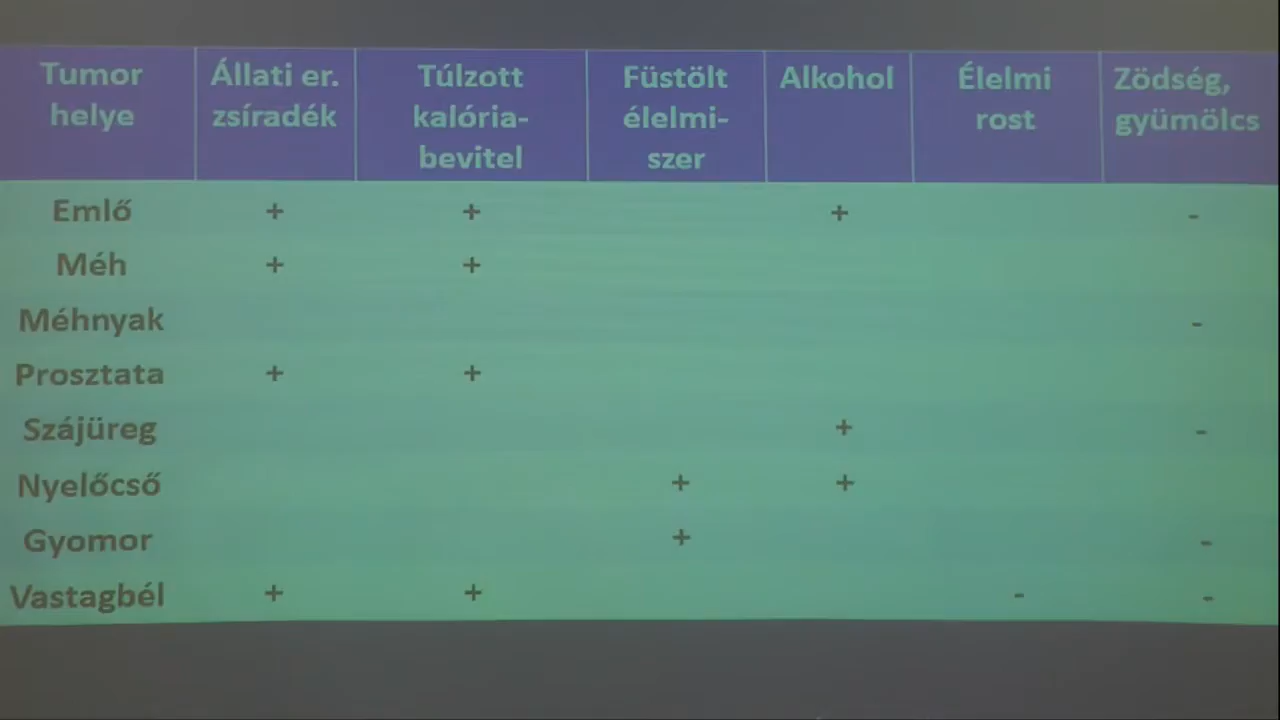 Tumor helye Állati er. zsíradék Túlzott kalória-bevitel Füstölt élelmi-szer Alkohol Élelmi rost Zödség, gyümölcs
Emlő + + + -
Méh + +
Méhnyak -
Prosztata + +
Szájüreg + -
Nyelőcső + +
Gyomor + -
Vastagbél + + - -